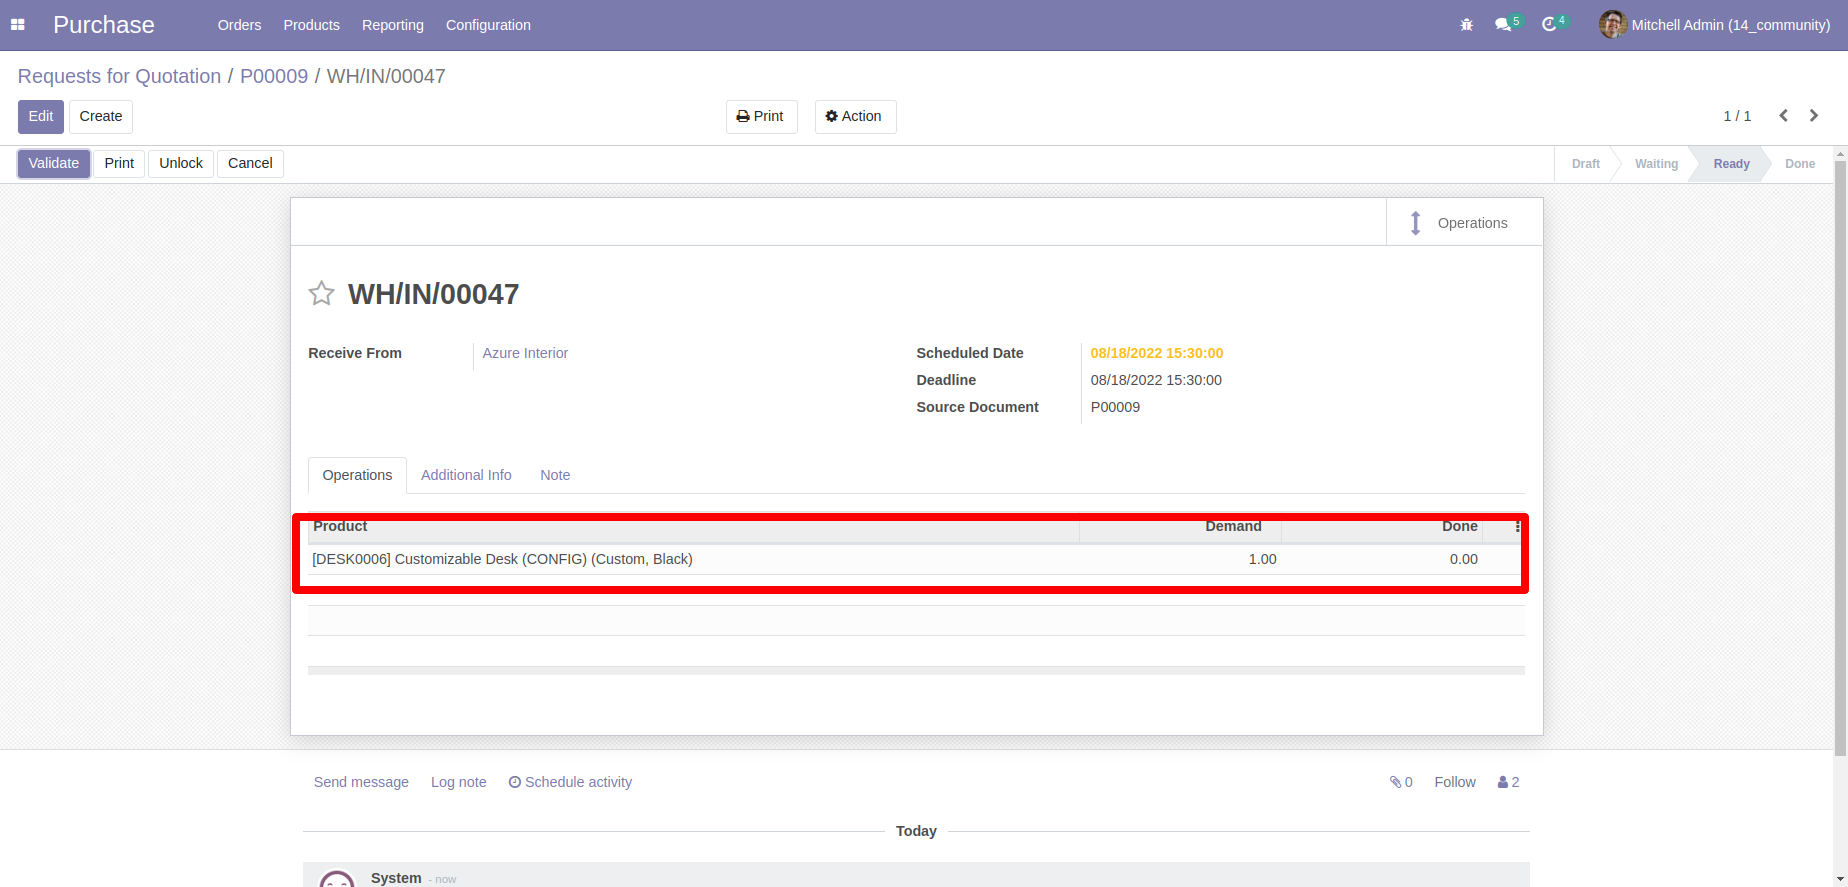 Purchase Orders Products Reporting Configuration 5 4 Mitchell Admin (14_community)
Requests for Quotation / P00009 / WH/IN/00047
Edit Create Print Action 1 / 1
Validate Print Unlock Cancel Draft Waiting Ready Done
Operations
WH/IN/00047
Receive From Azure Interior Scheduled Date 08/18/2022 15:30:00
Deadline 08/18/2022 15:30:00
Source Document P00009
Operations Additional Info Note
Product Demand Done
[DESK0006] Customizable Desk (CONFIG) (Custom, Black) 1.00 0.00
Send message Log note Schedule activity 0 Follow 2
Today
System - now